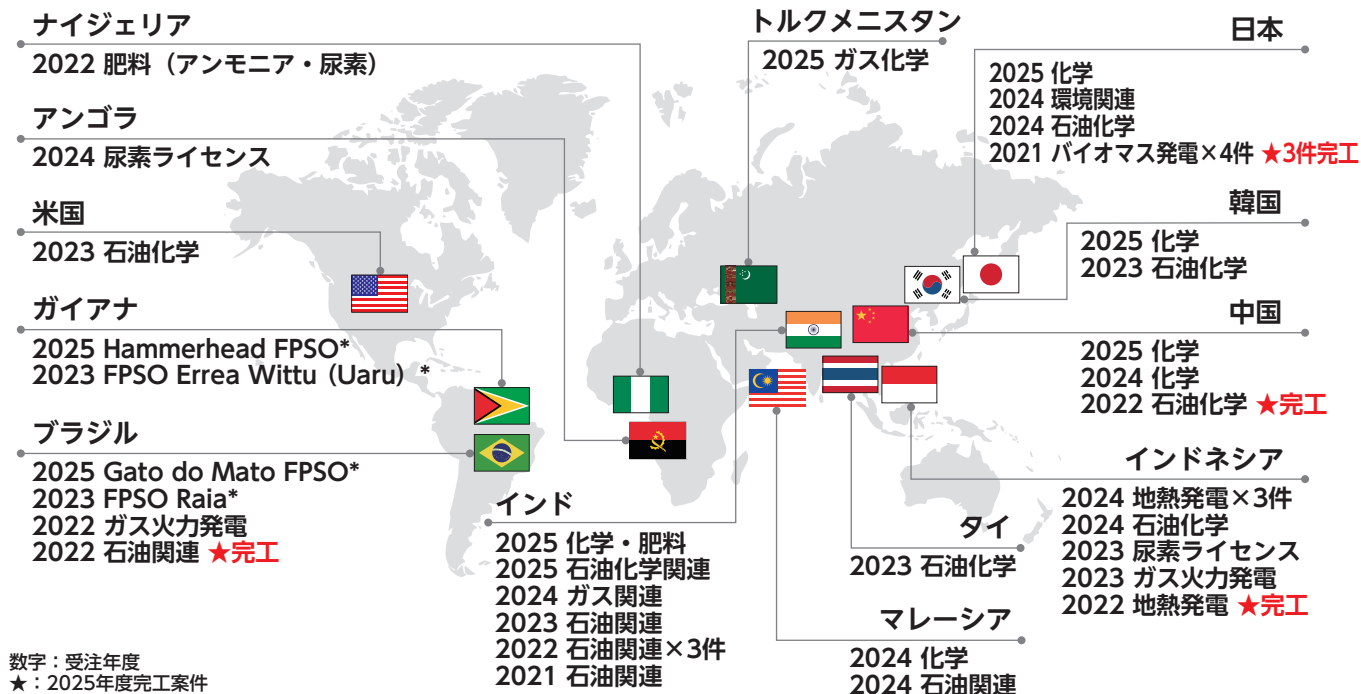 ナイジェリア
2022 肥料（アンモニア・尿素）
アンゴラ
2024 尿素ライセンス
米国
2023 石油化学
ガイアナ
2025 Hammerhead FPSO*
2023 FPSO Errea Wittu（Uaru）*
ブラジル
2025 Gato do Mato FPSO*
2023 FPSO Raia*
2022 ガス火力発電
2022 石油関連 ★完工
トルクメニスタン
2025 ガス化学
日本
2025 化学
2024 環境関連
2024 石油化学
2021 バイオマス発電×4件 ★3件完工
韓国
2025 化学
2023 石油化学
中国
2025 化学
2024 化学
2022 石油化学 ★完工
インドネシア
2024 地熱発電×3件
2024 石油化学
2023 尿素ライセンス
2023 ガス火力発電
2022 地熱発電 ★完工
タイ
2023 石油化学
マレーシア
2024 化学
2024 石油関連
インド
2025 化学・肥料
2025 石油化学関連
2024 ガス関連
2023 石油関連
2022 石油関連×3件
2021 石油関連
数字：受注年度
★：2025年度完工案件